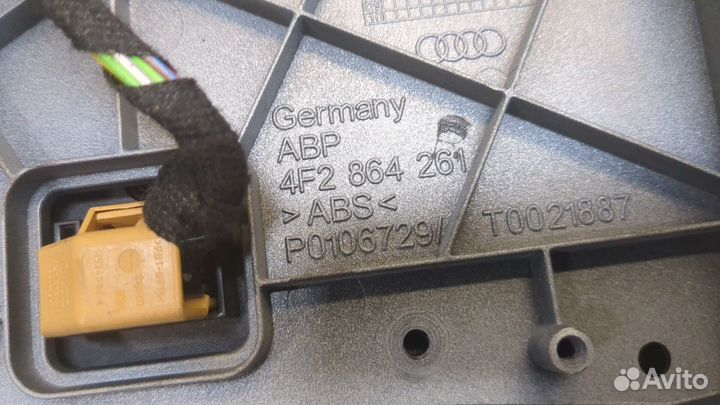 Germany
ABP
4F2 864 261
>ABS<
P0106729/ T0021887
Avito